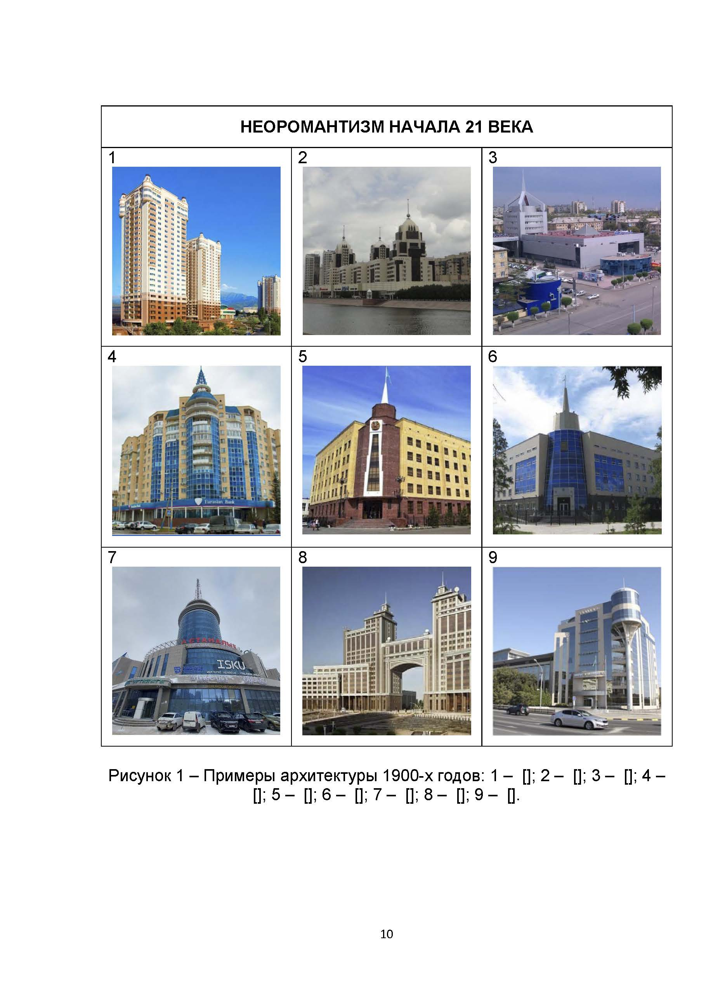 НЕОРОМАНТИЗМ НАЧАЛА 21 ВЕКА
1
2
3
4
Eurasian Bank
5
6
7
АСТАНАЛЫК
ISKU
8
9
Рисунок 1 – Примеры архитектуры 1900-х годов: 1 – []; 2 – []; 3 – []; 4 –
[]; 5 – []; 6 – []; 7 – []; 8 – []; 9 – [].
10